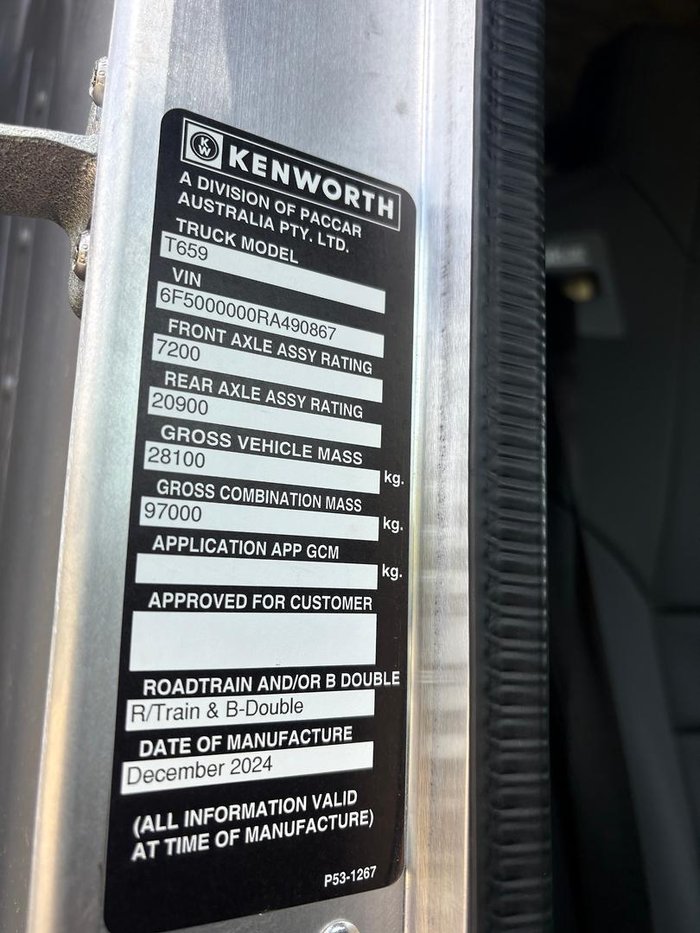 KW KENWORTH
A DIVISION OF PACCAR
AUSTRALIA PTY. LTD.
TRUCK MODEL
T659
VIN
6F5000000RA490867
FRONT AXLE ASSY RATING
7200
REAR AXLE ASSY RATING
20900
GROSS VEHICLE MASS
28100 kg.
GROSS COMBINATION MASS
97000 kg.
APPLICATION APP GCM
kg.
APPROVED FOR CUSTOMER
ROADTRAIN AND/OR B DOUBLE
R/Train & B-Double
DATE OF MANUFACTURE
December 2024
(ALL INFORMATION VALID
AT TIME OF MANUFACTURE)
P53-1267